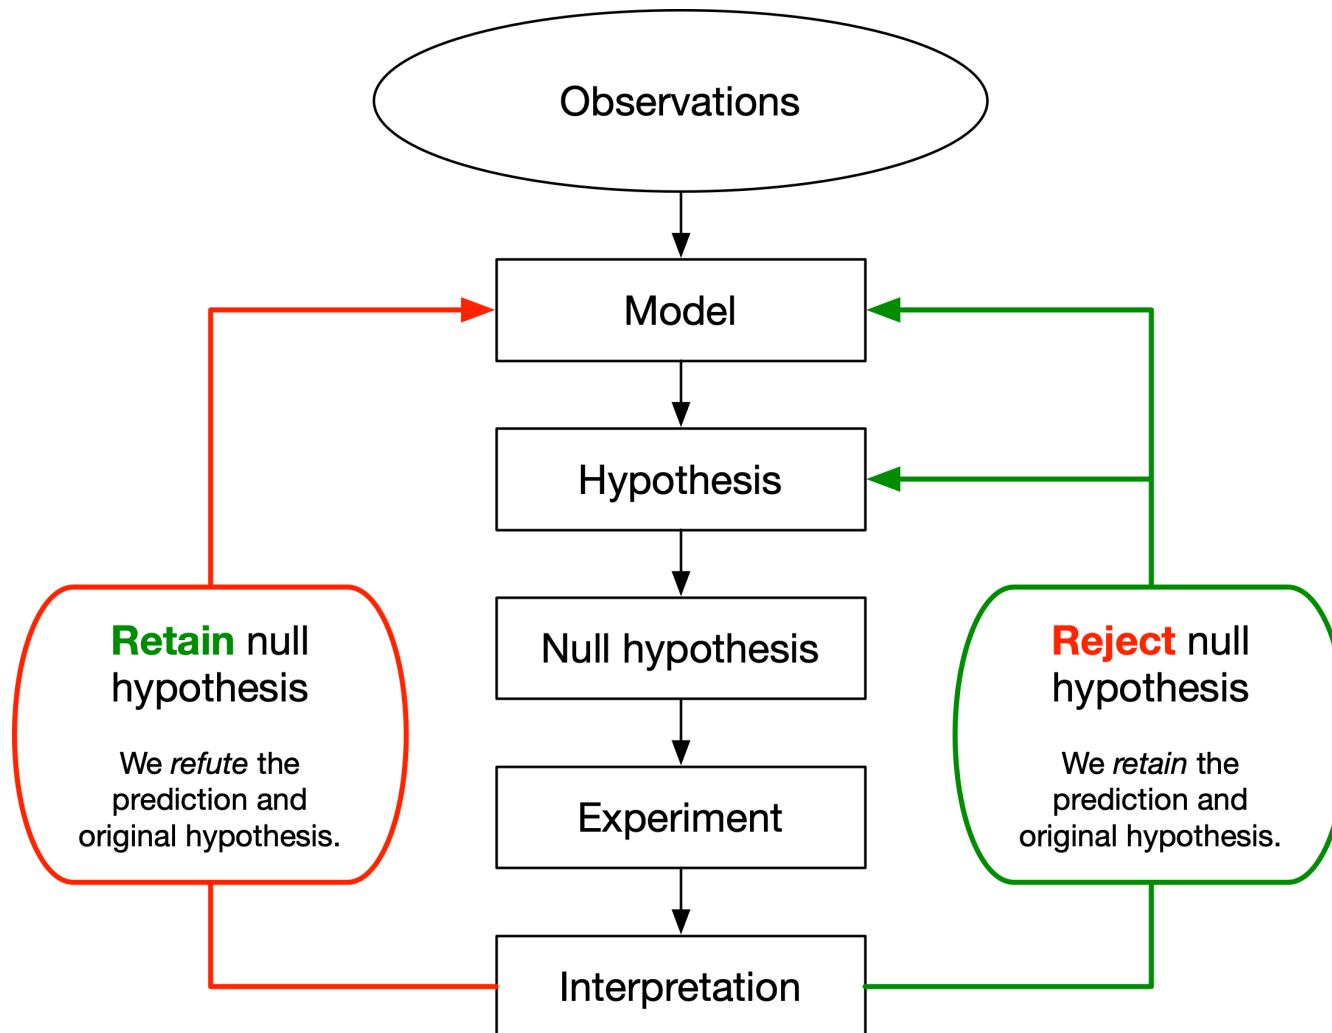 Observations
Model
Hypothesis
Null hypothesis
Experiment
Interpretation
Retain null
hypothesis
We refute the
prediction and
original hypothesis.
Reject null
hypothesis
We retain the
prediction and
original hypothesis.